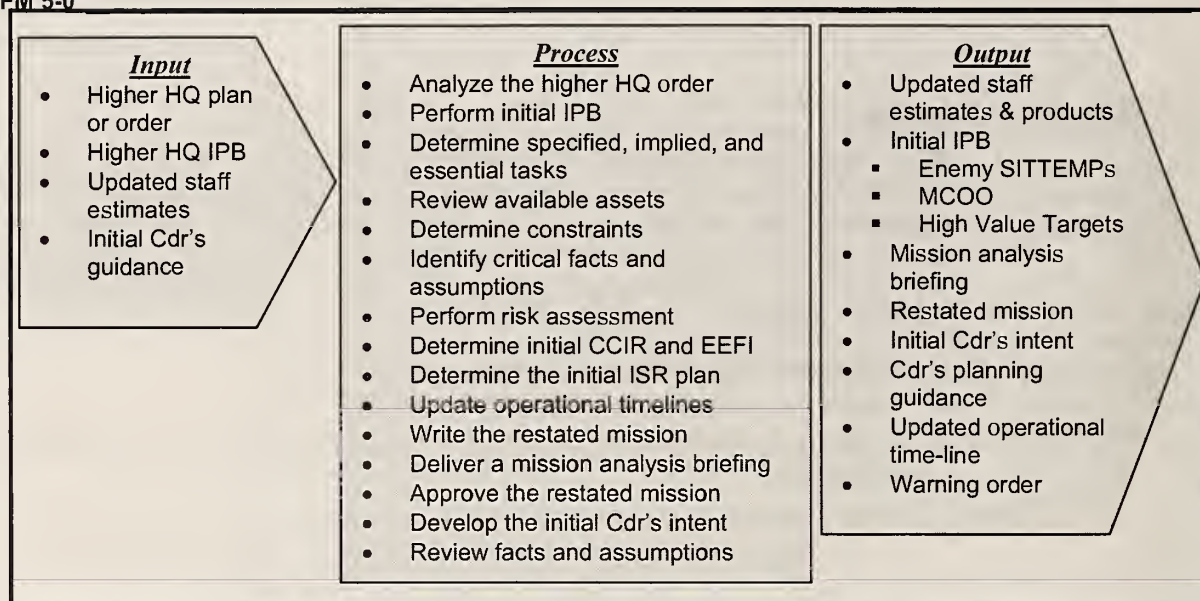 FM 5-0
Input
• Higher HQ plan
or order
• Higher HQ IPB
• Updated staff
estimates
• Initial Cdr's
guidance
Process
• Analyze the higher HQ order
• Perform initial IPB
• Determine specified, implied, and
essential tasks
• Review available assets
• Determine constraints
• Identify critical facts and
assumptions
• Perform risk assessment
• Determine initial CCIR and EEFI
• Determine the initial ISR plan
• Update operational timelines
• Write the restated mission
• Deliver a mission analysis briefing
• Approve the restated mission
• Develop the initial Cdr's intent
• Review facts and assumptions
Output
• Updated staff
estimates & products
• Initial IPB
▪ Enemy SITTEMPs
▪ MCOO
▪ High Value Targets
• Mission analysis
briefing
• Restated mission
• Initial Cdr's intent
• Cdr's planning
guidance
• Updated operational
time-line
• Warning order